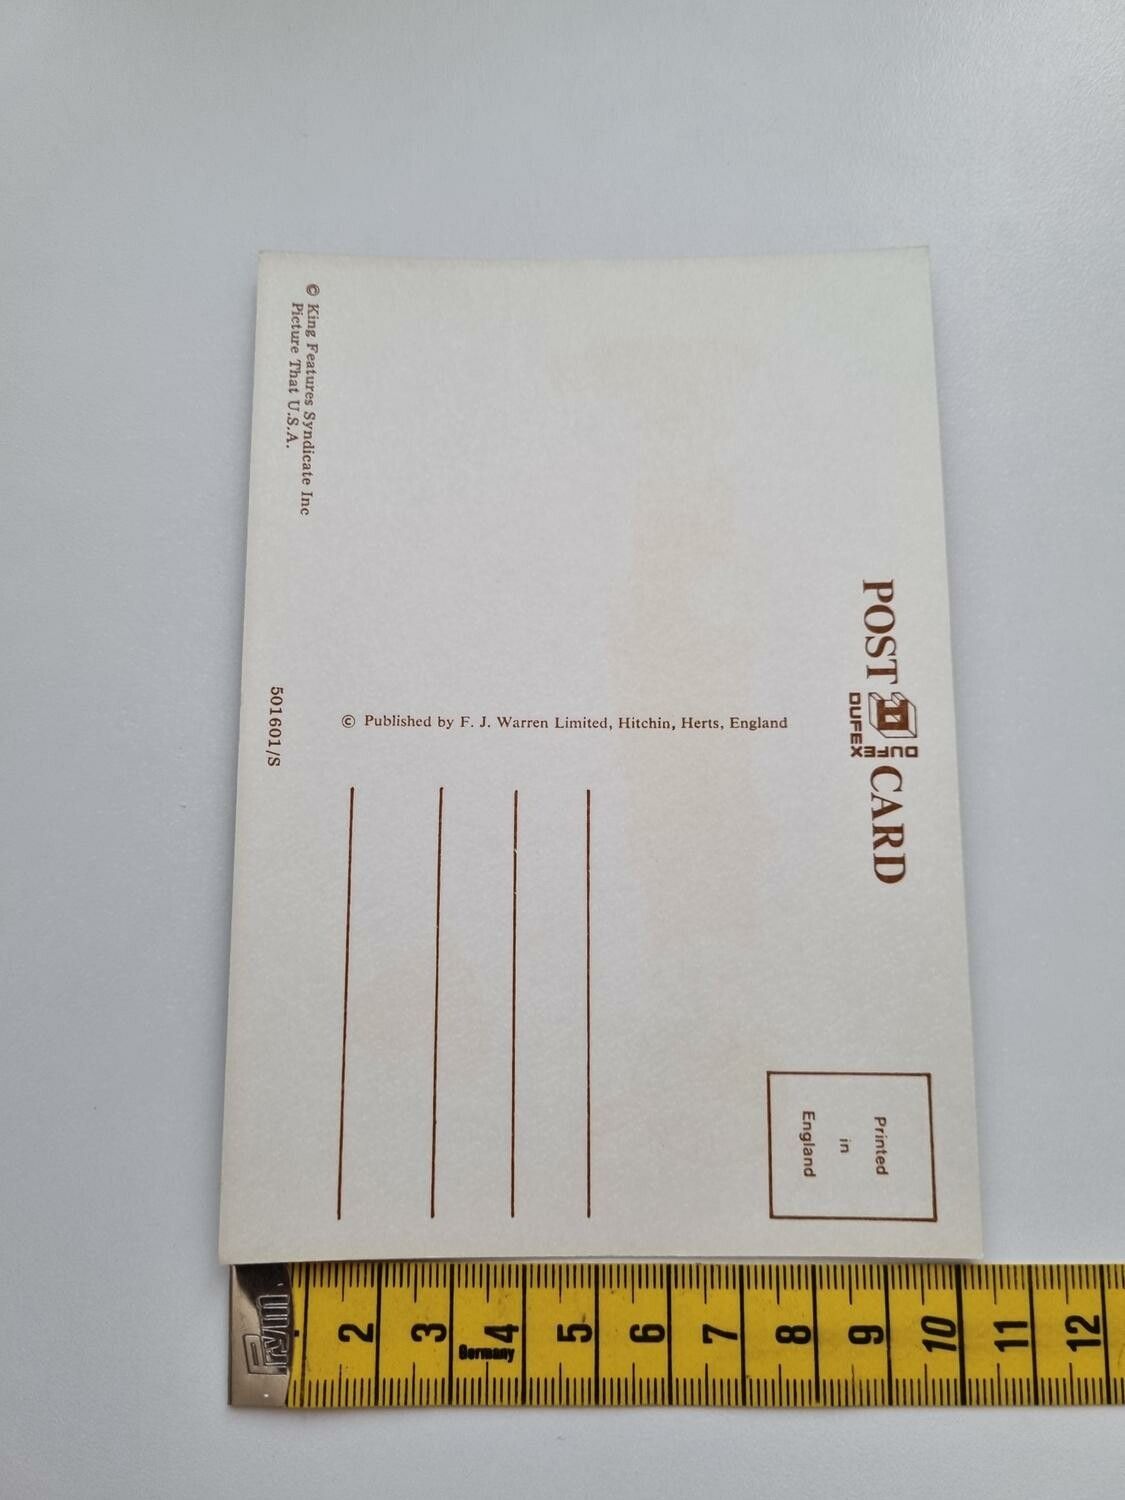 © King Features Syndicate Inc
Picture That U.S.A.
501601/S
© Published by F. J. Warren Limited, Hitchin, Herts, England
POST CARD
DUFEX
DUFEX
Printed
in
England
2 3 4 5 6 7 8 9 10 11 12
Germany